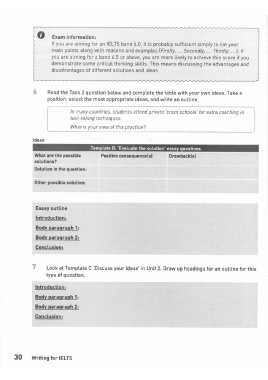 Exam information:
If you are aiming for an IELTS band 6.0, it is probably sufficient simply to list your
main points along with reasons and examples (Firstly, ... Secondly, ... Thirdly, ...). If
you are aiming for a band 6.5 or above, you are more likely to achieve this score if you
demonstrate some critical thinking skills. This means discussing the advantages and
disadvantages of different solutions and ideas.
6 Read the Task 2 question below and complete the table with your own ideas. Take a
position, select the most appropriate ideas, and write an outline.
In many countries, students attend private 'cram schools' for extra coaching in
test-taking techniques.
What is your view of this practice?
Ideas
Template B: 'Evaluate the solution' essay questions
What are the possible solutions? Positive consequence(s) Drawback(s)
Solution in the question:
Other possible solution:
Essay outline
Introduction:
Body paragraph 1:
Body paragraph 2:
Conclusion:
7 Look at Template C 'Discuss your ideas' in Unit 2. Draw up headings for an outline for this
type of question.
Introduction:
Body paragraph 1:
Body paragraph 2:
Conclusion:
30 Writing for IELTS